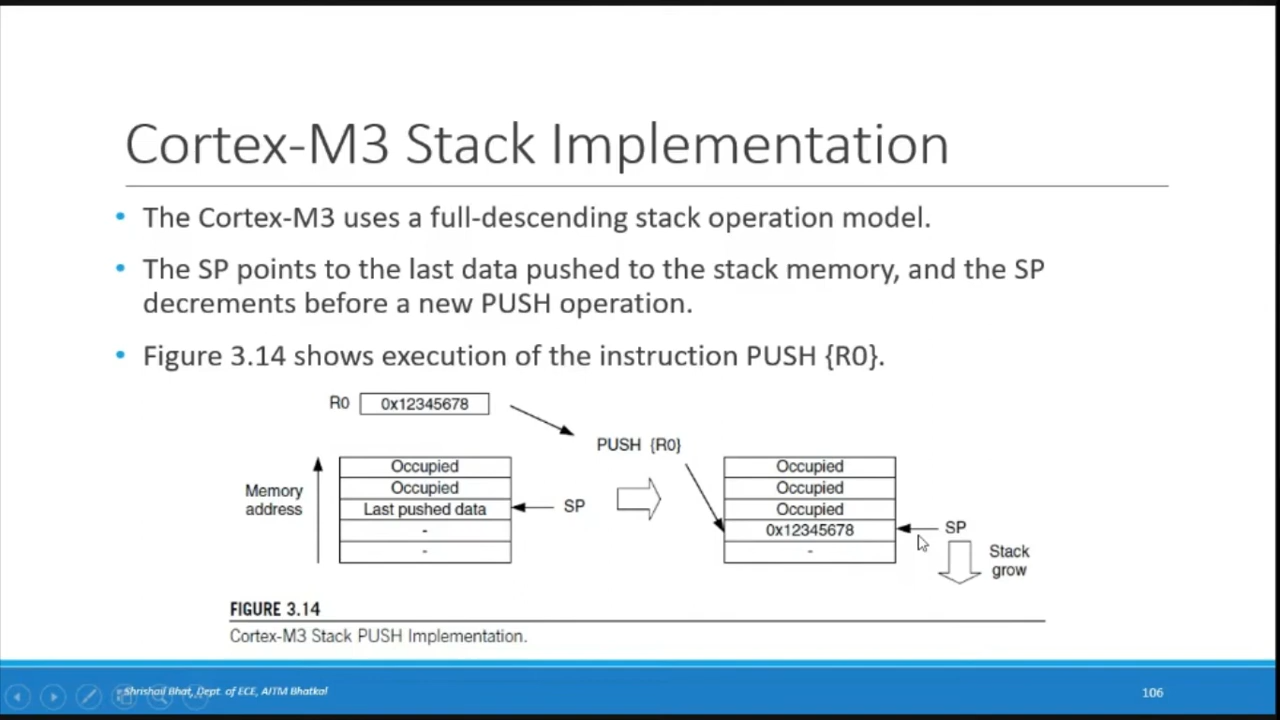 Cortex-M3 Stack Implementation
• The Cortex-M3 uses a full-descending stack operation model.
• The SP points to the last data pushed to the stack memory, and the SP
decrements before a new PUSH operation.
• Figure 3.14 shows execution of the instruction PUSH {R0}.
R0 0x12345678
PUSH {R0}
Memory
address
Occupied
Occupied
Last pushed data
-
-
SP
Occupied
Occupied
Occupied
0x12345678
-
SP
Stack
grow
FIGURE 3.14
Cortex-M3 Stack PUSH Implementation.
Shrishail Bhat, Dept. of ECE, AITM Bhatkal
106